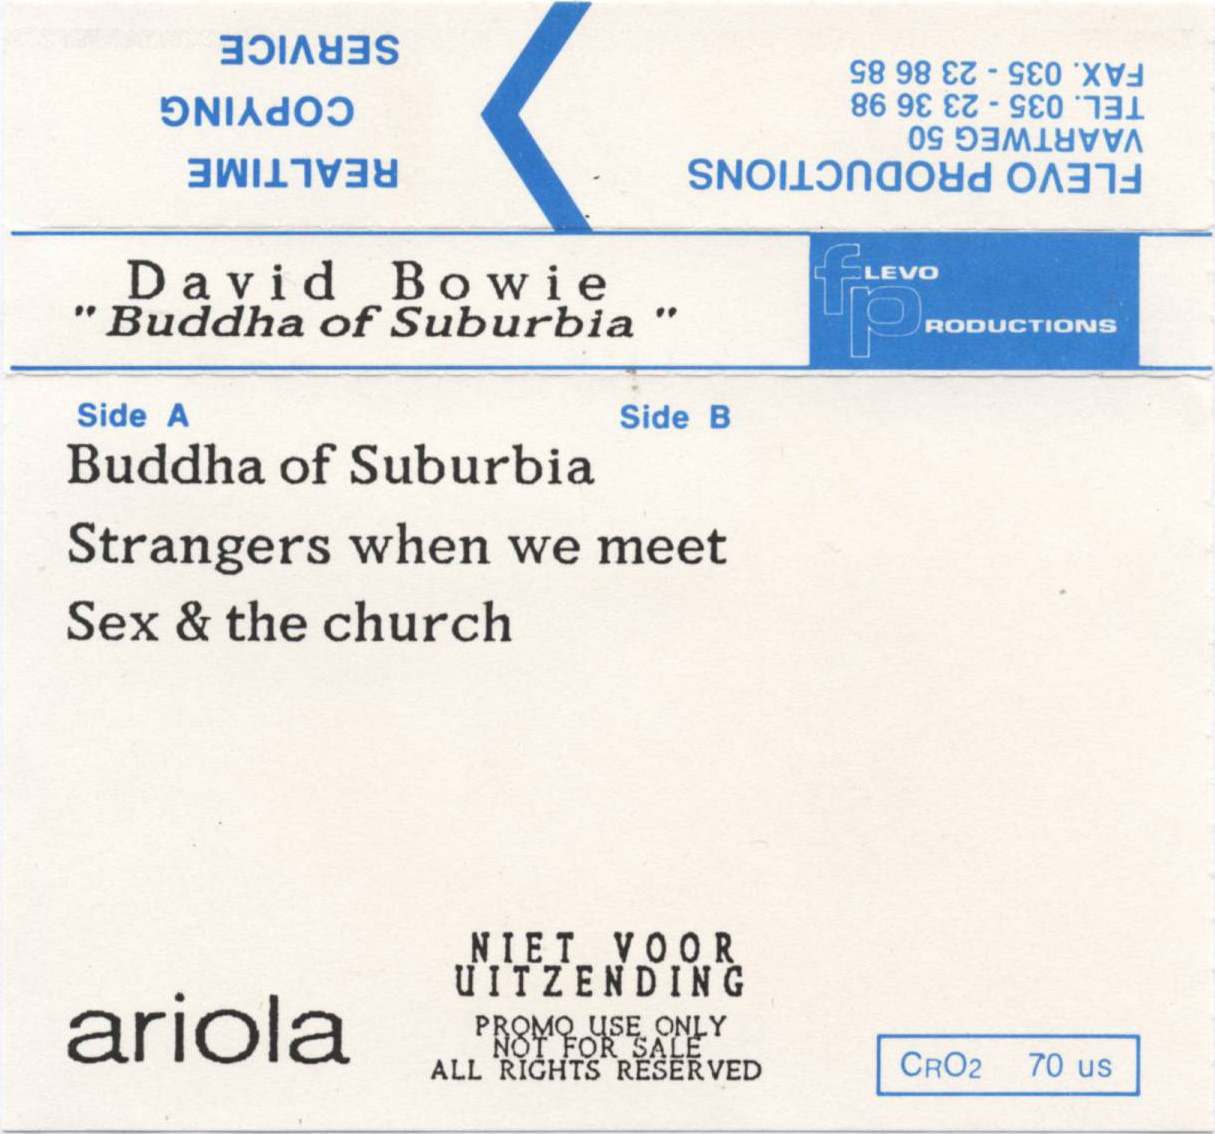 FLEVO PRODUCTIONS
VAARTWEG 50
TEL. 035 - 23 36 98
FAX. 035 - 23 86 85
REALTIME
COPYING
SERVICE
David Bowie
" Buddha of Suburbia "
FLEVO
PRODUCTIONS
Side A
Side B
Buddha of Suburbia
Strangers when we meet
Sex & the church
NIET VOOR
UITZENDING
PROMO USE ONLY
NOT FOR SALE
ALL RIGHTS RESERVED
ariola
CRO2 70 us